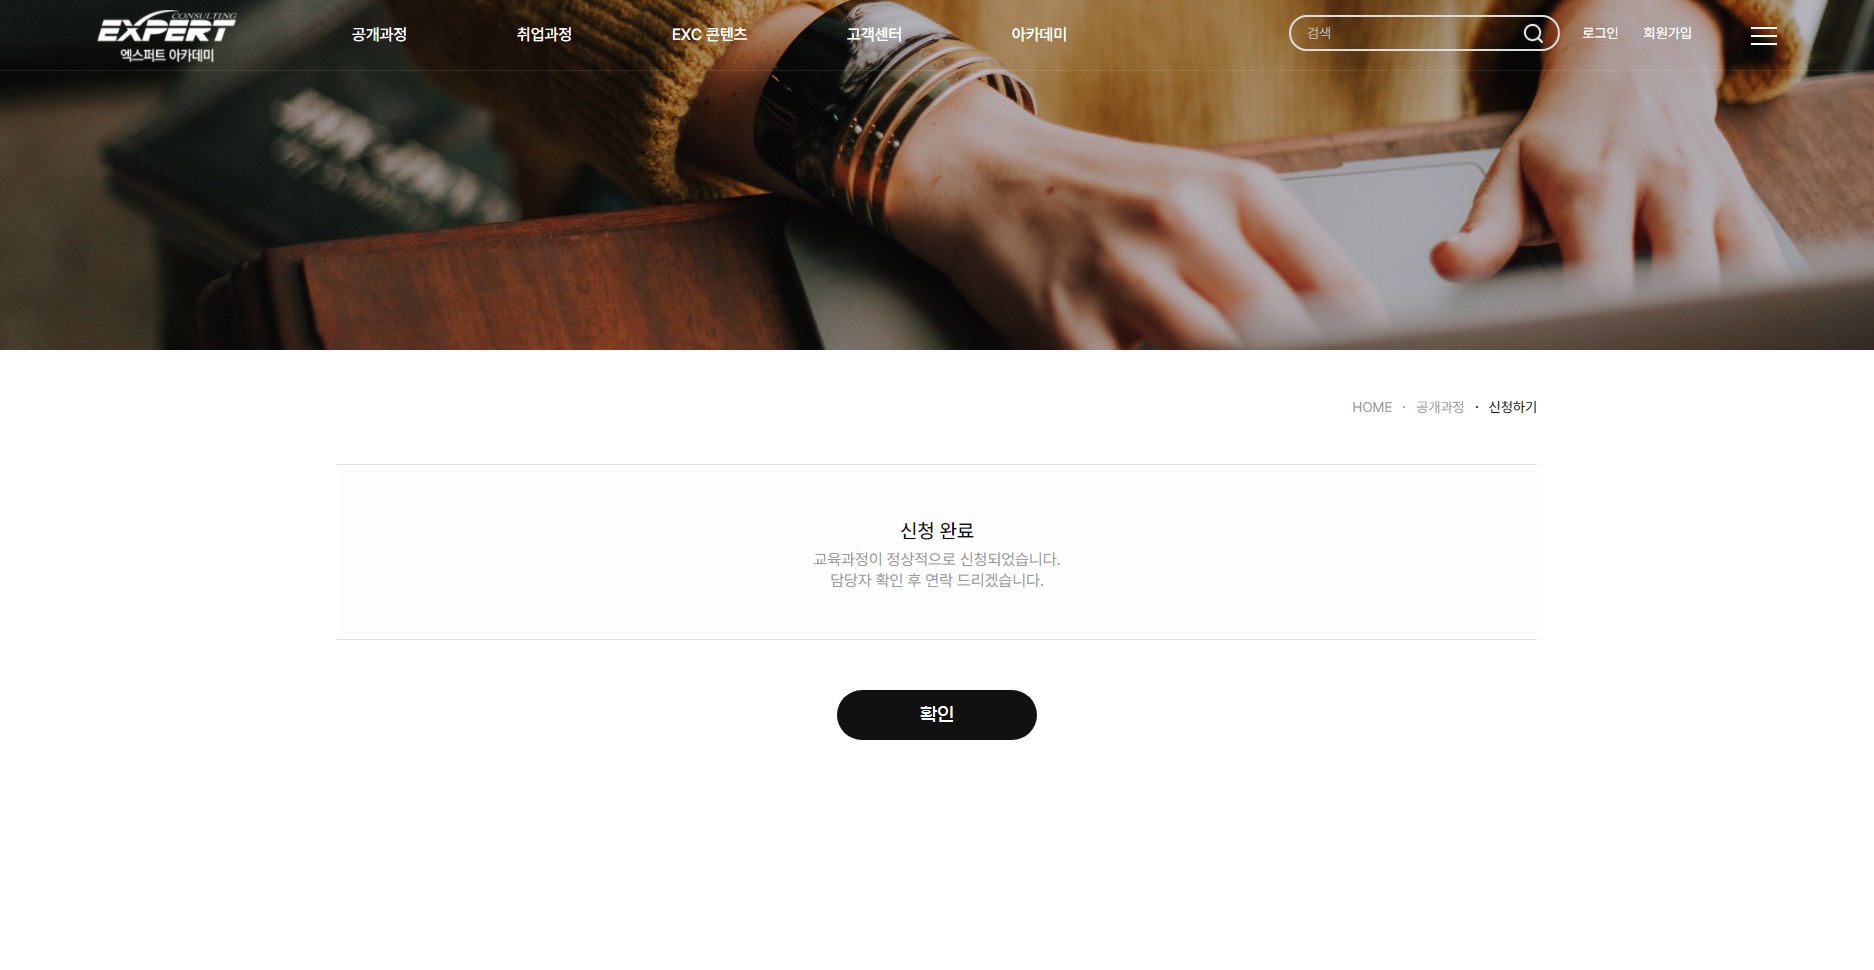 CONSULTING
EXPERT
엑스퍼트 아카데미
공개과정
취업과정
EXC 콘텐츠
고객센터
아카데미
검색
로그인
회원가입
HOME · 공개과정 · 신청하기
신청 완료
교육과정이 정상적으로 신청되었습니다.
담당자 확인 후 연락 드리겠습니다.
확인